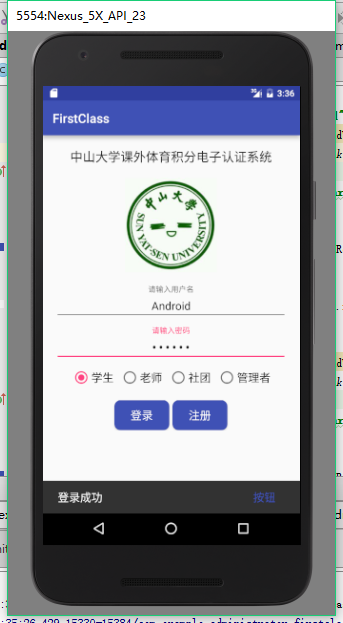 5554:Nexus_5X_API_23
3:36
FirstClass
中山大学课外体育积分电子认证系统
中山大学
SUN YAT-SEN UNIVERSITY
请输入用户名
Android
请输入密码
••••••
学生 老师 社团 管理者
登录 注册
登录成功 按钮